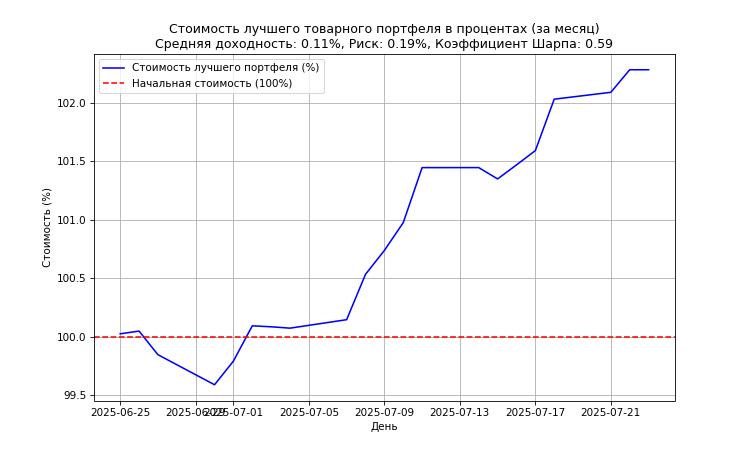 Стоимость лучшего товарного портфеля в процентах (за месяц)
Средняя доходность: 0.11%, Риск: 0.19%, Коэффициент Шарпа: 0.59
Стоимость лучшего портфеля (%)
Начальная стоимость (100%)
Стоимость (%)
102.0
101.5
101.0
100.5
100.0
99.5
2025-06-25 2025-06-29 2025-07-01 2025-07-05 2025-07-09 2025-07-13 2025-07-17 2025-07-21
День